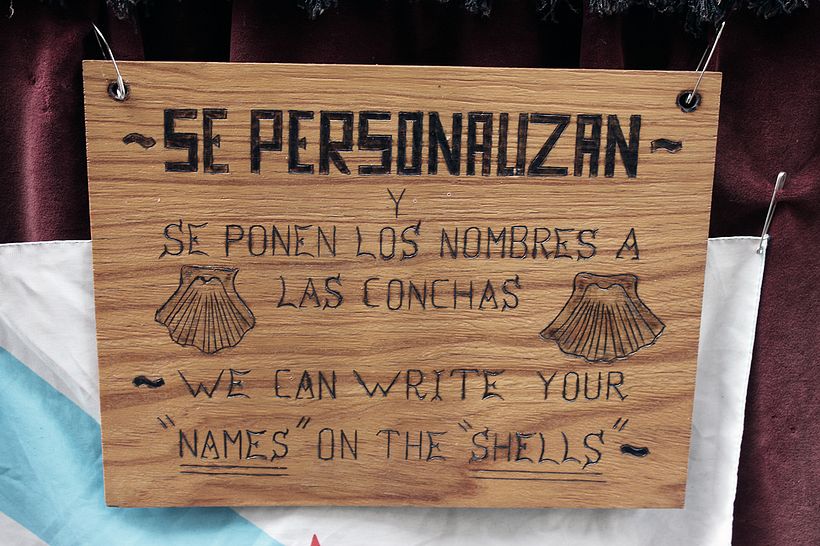 ~ SE PERSONALIZAN ~
Y
SE PONEN LOS NOMBRES A
LAS CONCHAS
~ WE CAN WRITE YOUR
"NAMES" ON THE "SHELLS" ~